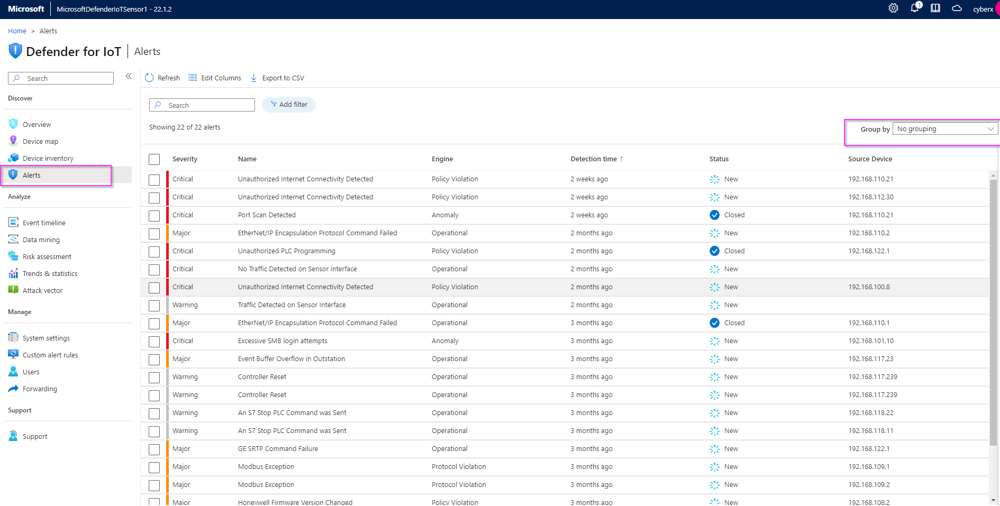 Microsoft MicrosoftDefenderIoTSensor1 - 22.1.2 1 cyberx
Home > Alerts
Defender for IoT Alerts
Search
Discover
Overview
Device map
Device inventory
Alerts
Analyze
Event timeline
Data mining
Risk assessment
Trends & statistics
Attack vector
Manage
System settings
Custom alert rules
Users
Forwarding
Support
Support
Refresh Edit Columns Export to CSV
Search Add filter
Showing 22 of 22 alerts
Group by No grouping
Severity Name Engine Detection time ↑ Status Source Device
Critical Unauthorized Internet Connectivity Detected Policy Violation 2 weeks ago New 192.168.110.21
Critical Unauthorized Internet Connectivity Detected Policy Violation 2 weeks ago New 192.168.112.30
Critical Port Scan Detected Anomaly 2 weeks ago Closed 192.168.110.21
Major EtherNet/IP Encapsulation Protocol Command Failed Operational 2 months ago New 192.168.110.2
Critical Unauthorized PLC Programming Policy Violation 2 months ago Closed 192.168.122.1
Critical No Traffic Detected on Sensor Interface Operational 2 months ago New
Critical Unauthorized Internet Connectivity Detected Policy Violation 2 months ago New 192.168.100.8
Warning Traffic Detected on Sensor Interface Operational 2 months ago New
Major EtherNet/IP Encapsulation Protocol Command Failed Operational 3 months ago Closed 192.168.110.1
Critical Excessive SMB login attempts Anomaly 3 months ago New 192.168.101.10
Major Event Buffer Overflow in Outstation Operational 3 months ago New 192.168.117.23
Warning Controller Reset Operational 3 months ago New 192.168.117.239
Warning Controller Reset Operational 3 months ago New 192.168.117.239
Warning An S7 Stop PLC Command was Sent Operational 3 months ago New 192.168.118.22
Warning An S7 Stop PLC Command was Sent Operational 3 months ago New 192.168.118.11
Major GE SRTP Command Failure Operational 3 months ago New 192.168.122.1
Major Modbus Exception Protocol Violation 3 months ago New 192.168.109.1
Major Modbus Exception Protocol Violation 3 months ago New 192.168.109.2
Major Honeywell Firmware Version Changed Policy Violation 3 months ago New 192.168.108.2